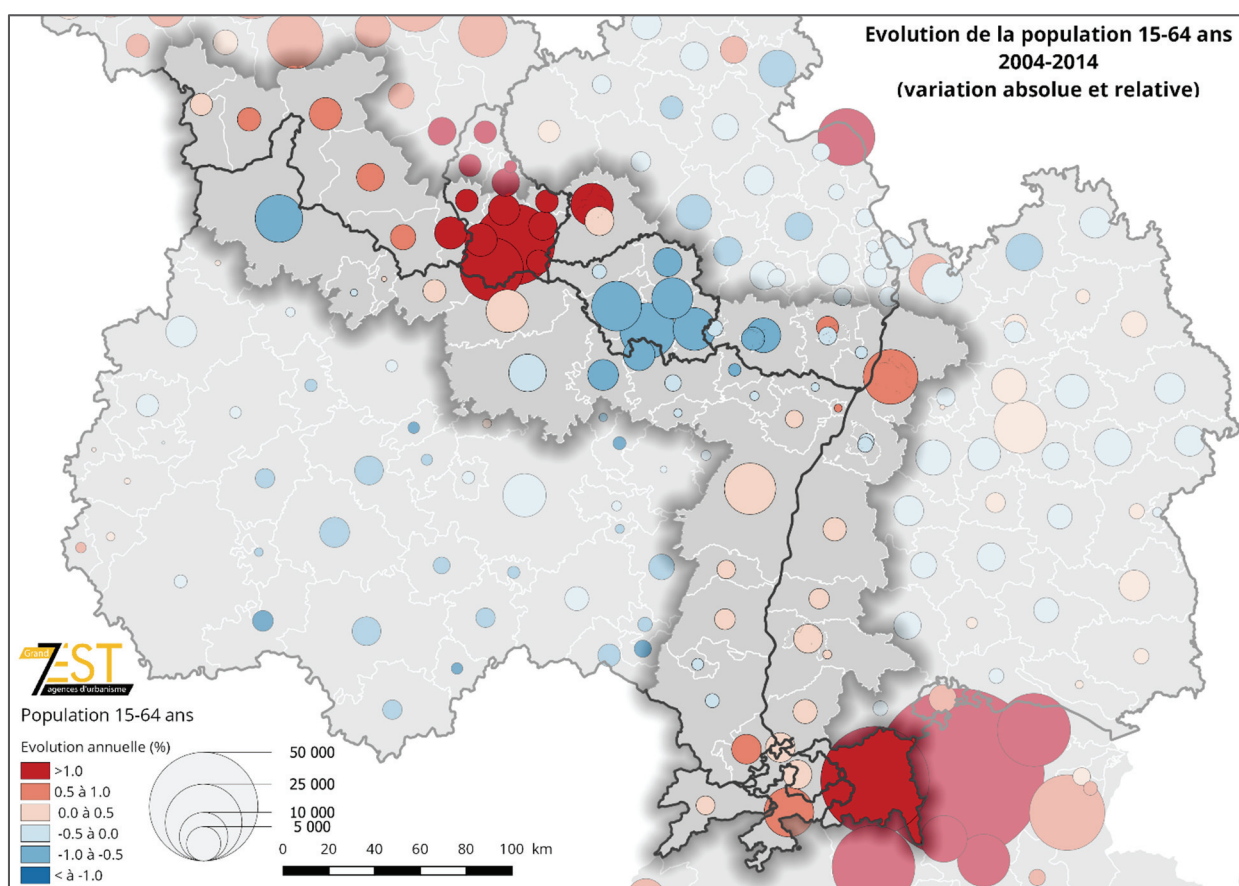 Evolution de la population 15-64 ans
2004-2014
(variation absolue et relative)
Grand
7EST
7 agences d'urbanisme
Population 15-64 ans
Evolution annuelle (%)
>1.0
0.5 à 1.0
0.0 à 0.5
-0.5 à 0.0
-1.0 à -0.5
< à -1.0
50 000
25 000
10 000
5 000
0 20 40 60 80 100 km